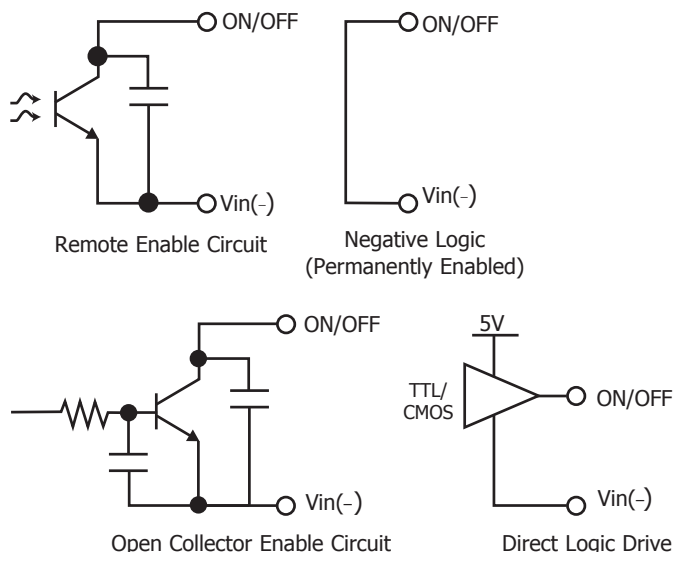 ON/OFF
Vin(–)
Remote Enable Circuit
ON/OFF
Vin(–)
Negative Logic
(Permanently Enabled)
ON/OFF
Vin(–)
Open Collector Enable Circuit
5V
TTL/
CMOS
ON/OFF
Vin(–)
Direct Logic Drive